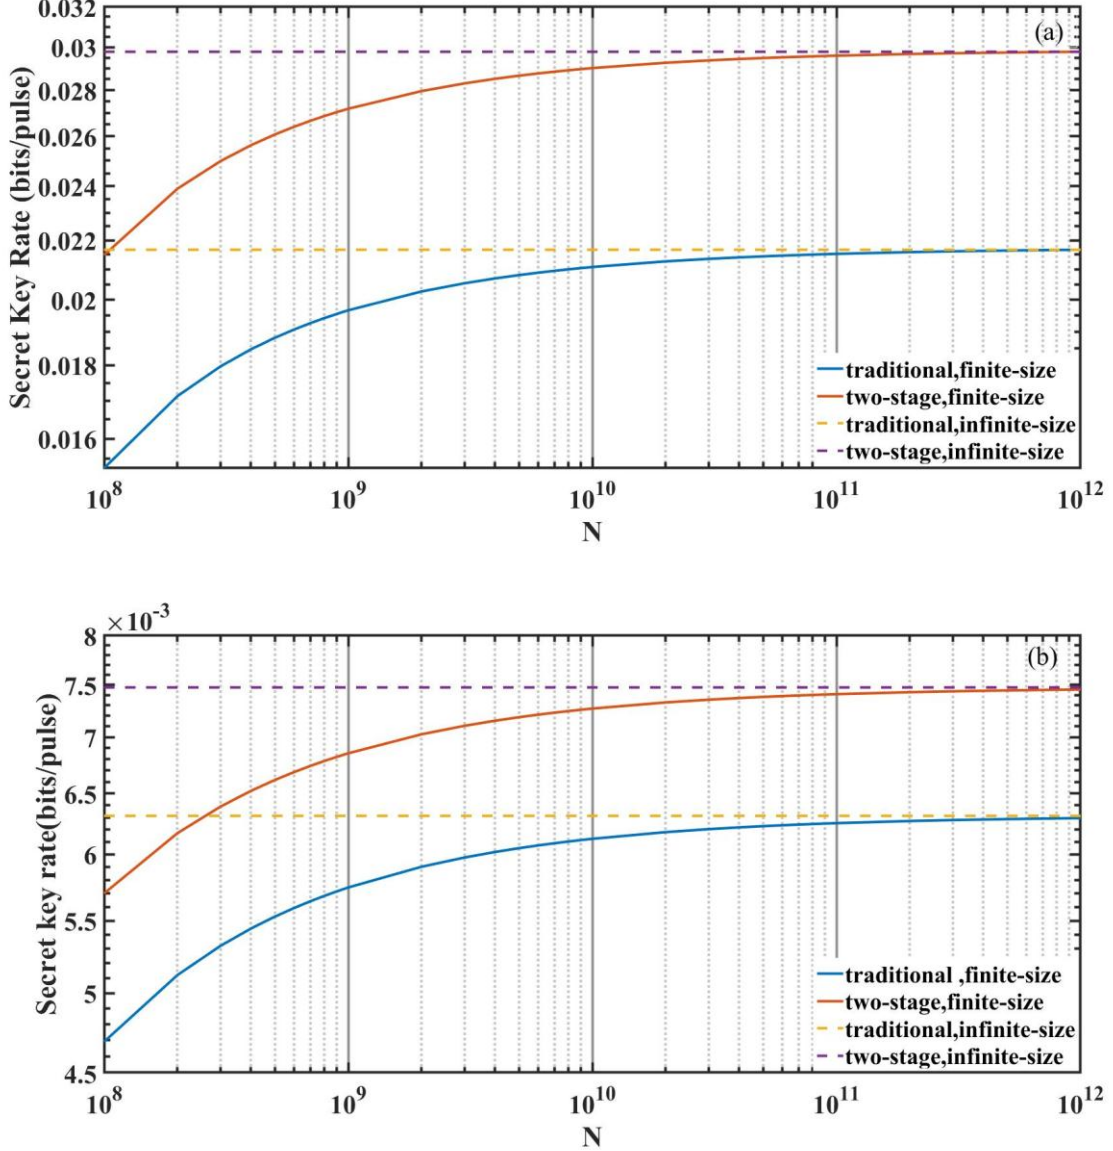 0.032
(a)
0.03
0.028
0.026
0.024
0.022
0.02
0.018
0.016
Secret Key Rate (bits/pulse)
traditional,finite-size
two-stage,finite-size
traditional,infinite-size
two-stage,infinite-size
10^8 10^9 10^10 10^11 10^12
N
×10^-3
8
(b)
7.5
7
6.5
6
5.5
5
4.5
Secret key rate(bits/pulse)
traditional ,finite-size
two-stage,finite-size
traditional,infinite-size
two-stage,infinite-size
10^8 10^9 10^10 10^11 10^12
N